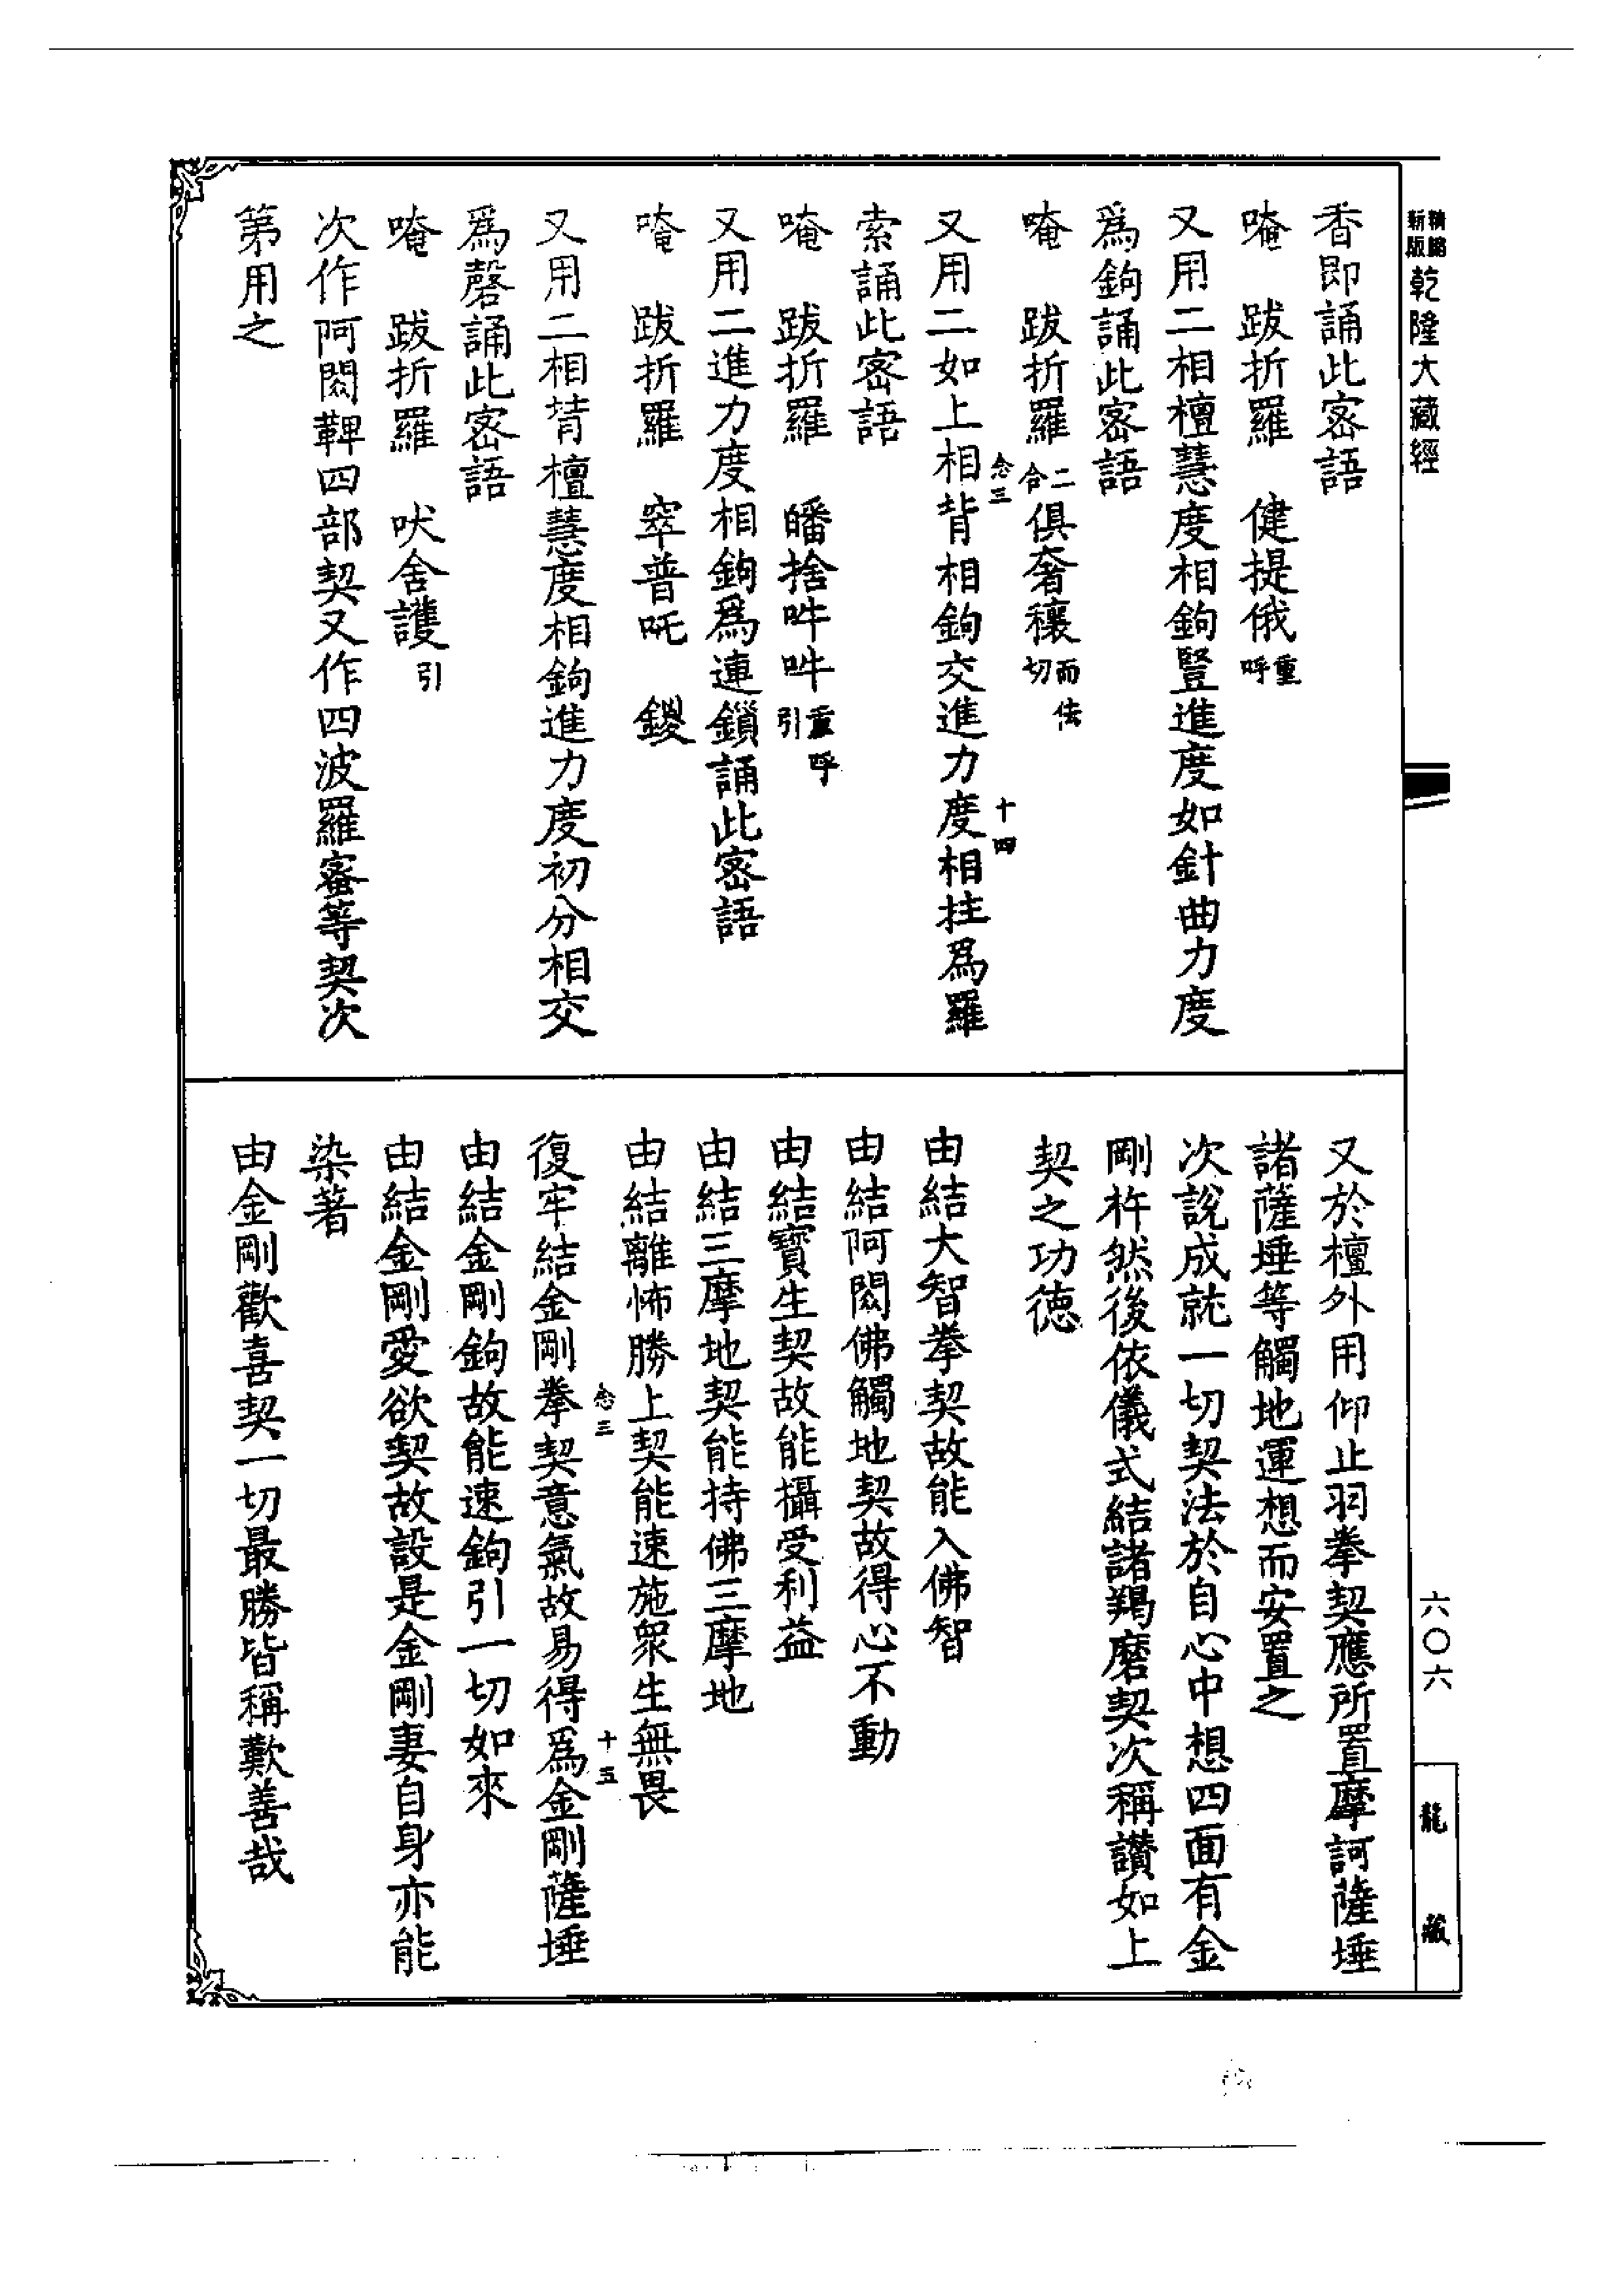 精鐫新版乾隆大藏經
香即誦此密語
唵 跋折羅 健提俄重呼
又用二相檀慧度相鉤豎進度如針曲力度
爲鉤誦此密語
唵 跋折羅二合俱奢穰而佉切
念三 十四
又用二如上相背相鉤交進力度相拄爲羅
索誦此密語
唵 跋折羅 皤捨吽吽重呼引
又用二進力度相鉤爲連鎖誦此密語
唵 跋折羅 窣普吒 鑁
又用二相背檀慧度相鉤進力度初分相交
爲磬誦此密語
唵 跋折羅 吠舍護引
次作阿閦鞞四部契又作四波羅蜜等契次
第用之
六〇六
龍藏
又於檀外用仰止羽拳契應所置摩訶薩埵
諸薩埵等觸地運想而安置之
次說成就一切契法於自心中想四面有金
剛杵然後依儀式結諸羯磨契次稱讚如上
契之功德
由結大智拳契故能入佛智
由結阿閦佛觸地契故得心不動
由結寶生契故能攝受利益
由結三摩地契能持佛三摩地
由結離怖勝上契能速施衆生無畏
念三 十五
復牢結金剛拳契意氣故易得爲金剛薩埵
由結金剛鉤故能速鉤引一切如來
由結金剛愛欲契故設是金剛妻自身亦能
染著
由金剛歡喜契一切最勝皆稱歎善哉